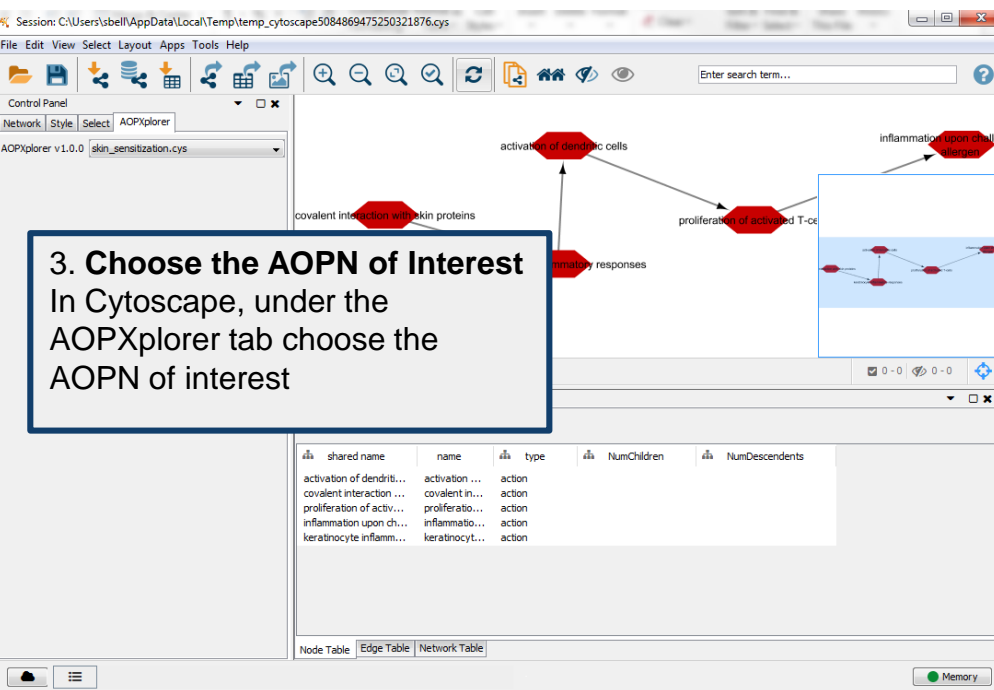 Session: C:\Users\sbell\AppData\Local\Temp\temp_cytoscape5084869475250321876.cys
File Edit View Select Layout Apps Tools Help
Enter search term...
Control Panel
Network Style Select AOPXplorer
AOPXplorer v1.0.0 skin_sensitization.cys
activation of dendritic cells
inflammation upon chall
allergen
covalent interaction with skin proteins
proliferation of activated T-ce
mmatory responses
3. Choose the AOPN of Interest
In Cytoscape, under the
AOPXplorer tab choose the
AOPN of interest
0 - 0 0 - 0
shared name name type NumChildren NumDescendents
activation of dendriti... activation ... action
covalent interaction ... covalent in... action
proliferation of activ... proliferatio... action
inflammation upon ch... inflammatio... action
keratinocyte inflamm... keratinocyt... action
Node Table Edge Table Network Table
Memory